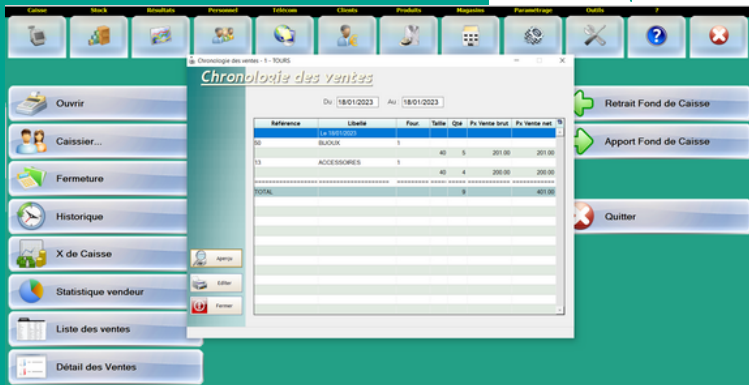 Caisse Stock Résultats Personnel Télécom Clients Produits Magasins Paramétrage Outils ?
Chronologie des ventes - 1 - TOURS
Chronologie des ventes
Du 18/01/2023 Au 18/01/2023
Référence Libellé Four. Taille Qté Px Vente brut Px Vente net
Le 18/01/2023
50 BIJOUX 1
40 5 201.00 201.00
13 ACCESSOIRES 1
40 4 200.00 200.00
TOTAL 9 401.00
Aperçu
Editer
Fermer
Ouvrir
Caissier...
Fermeture
Historique
X de Caisse
Statistique vendeur
Liste des ventes
Détail des Ventes
Retrait Fond de Caisse
Apport Fond de Caisse
Quitter